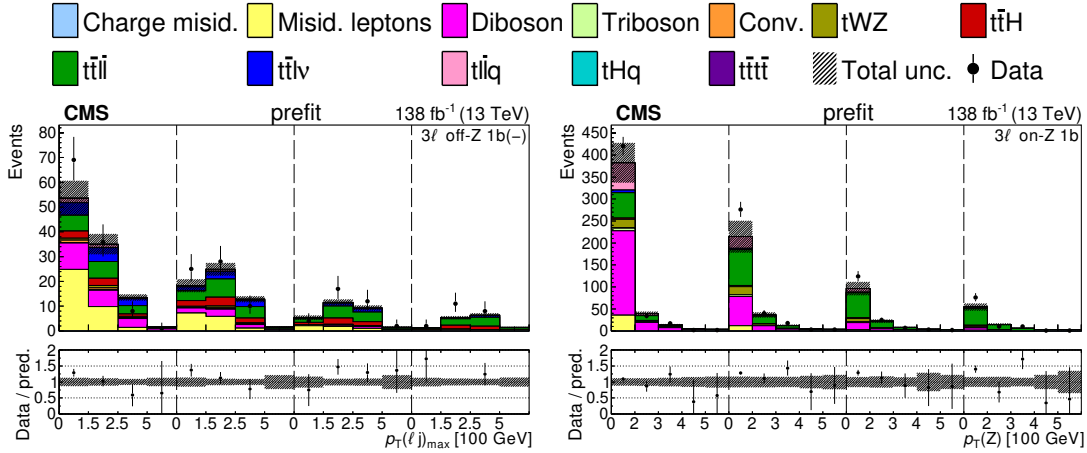 Charge misid. Misid. leptons Diboson Triboson Conv. tWZ tt̄H
tt̄ll̄ tt̄lν tll̄q tHq tt̄tt̄ Total unc. Data
CMS prefit 138 fb⁻¹ (13 TeV)
3ℓ off-Z 1b(−)
Events
80
70
60
50
40
30
20
10
0
Data / pred.
2
1.5
1
0.5
0
0 1.5 2.5 5 0 1.5 2.5 5 0 1.5 2.5 5 0 1.5 2.5 5
p_T(ℓ j)_max [100 GeV]
CMS prefit 138 fb⁻¹ (13 TeV)
3ℓ on-Z 1b
Events
450
400
350
300
250
200
150
100
50
0
Data / pred.
2
1.5
1
0.5
0
0 2 3 4 5 0 2 3 4 5 0 2 3 4 5 0 2 3 4 5
p_T(Z) [100 GeV]